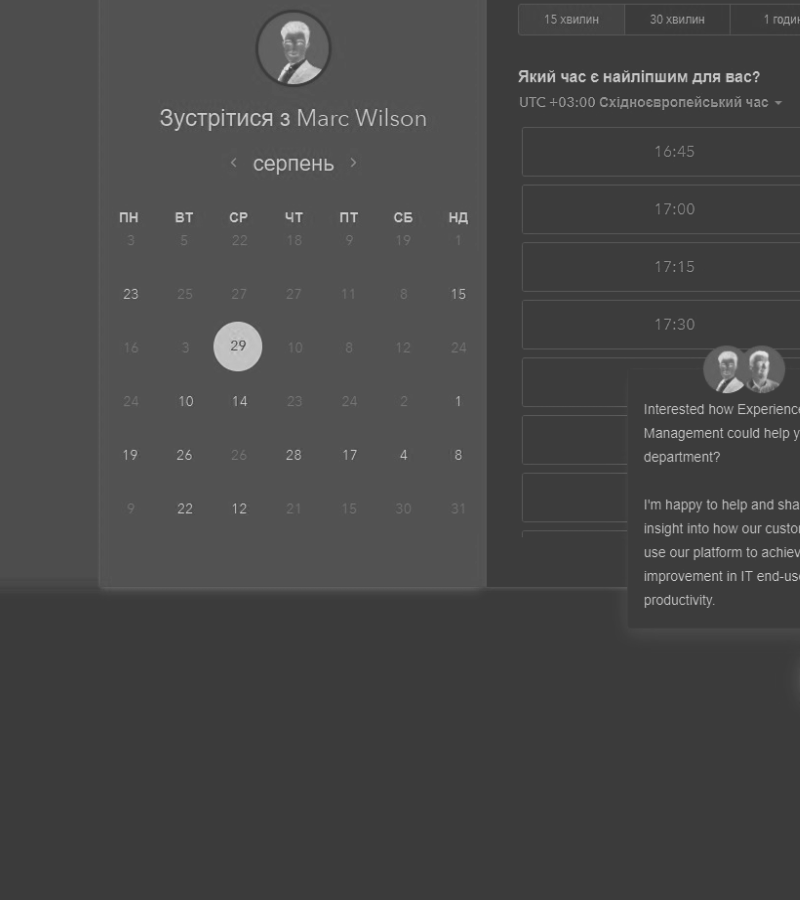 Зустрітися з Marc Wilson
серпень
ПН ВТ СР ЧТ ПТ СБ НД
3 5 22 18 9 19 1
23 25 27 27 11 8 15
16 3 29 10 8 12 24
24 10 14 23 24 2 1
19 26 26 28 17 4 8
9 22 12 21 15 30 31
15 хвилин 30 хвилин 1 годин
Який час є найліпшим для вас?
UTC +03:00 Східноєвропейський час
16:45
17:00
17:15
17:30
Interested how Experience
Management could help y
department?
I'm happy to help and sha
insight into how our custo
use our platform to achiev
improvement in IT end-use
productivity.